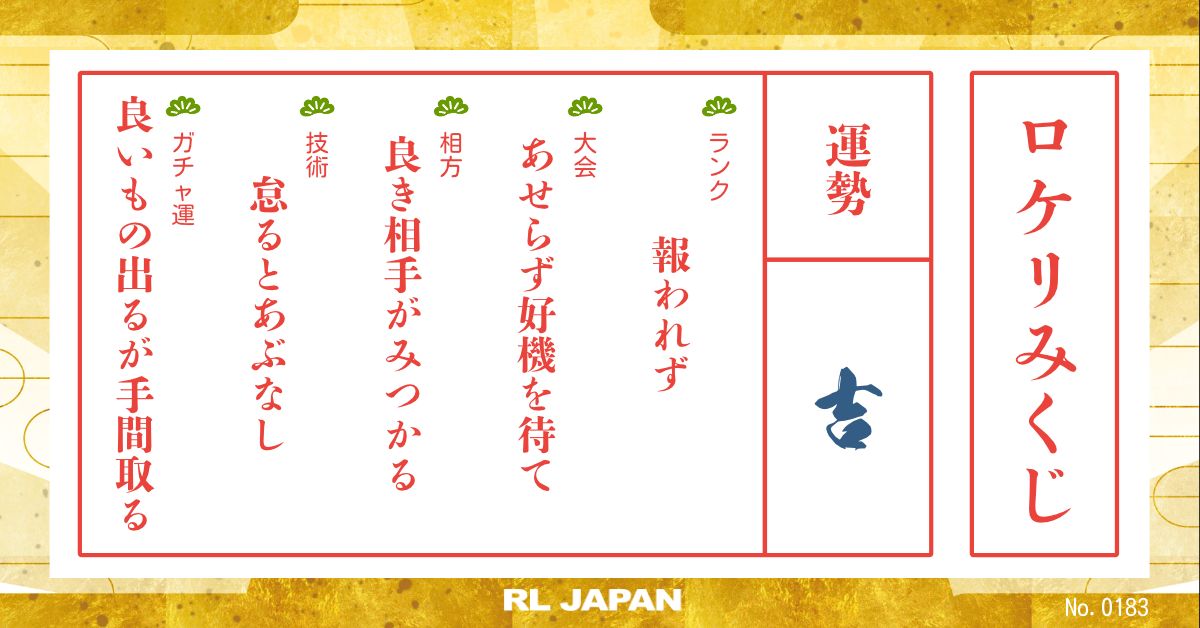 ロケリみくじ
運勢
吉
ランク
報われず
大会
あせらず好機を待て
相方
良き相手がみつかる
技術
怠るとあぶなし
ガチャ運
良いもの出るが手間取る
RL JAPAN
No. 0183